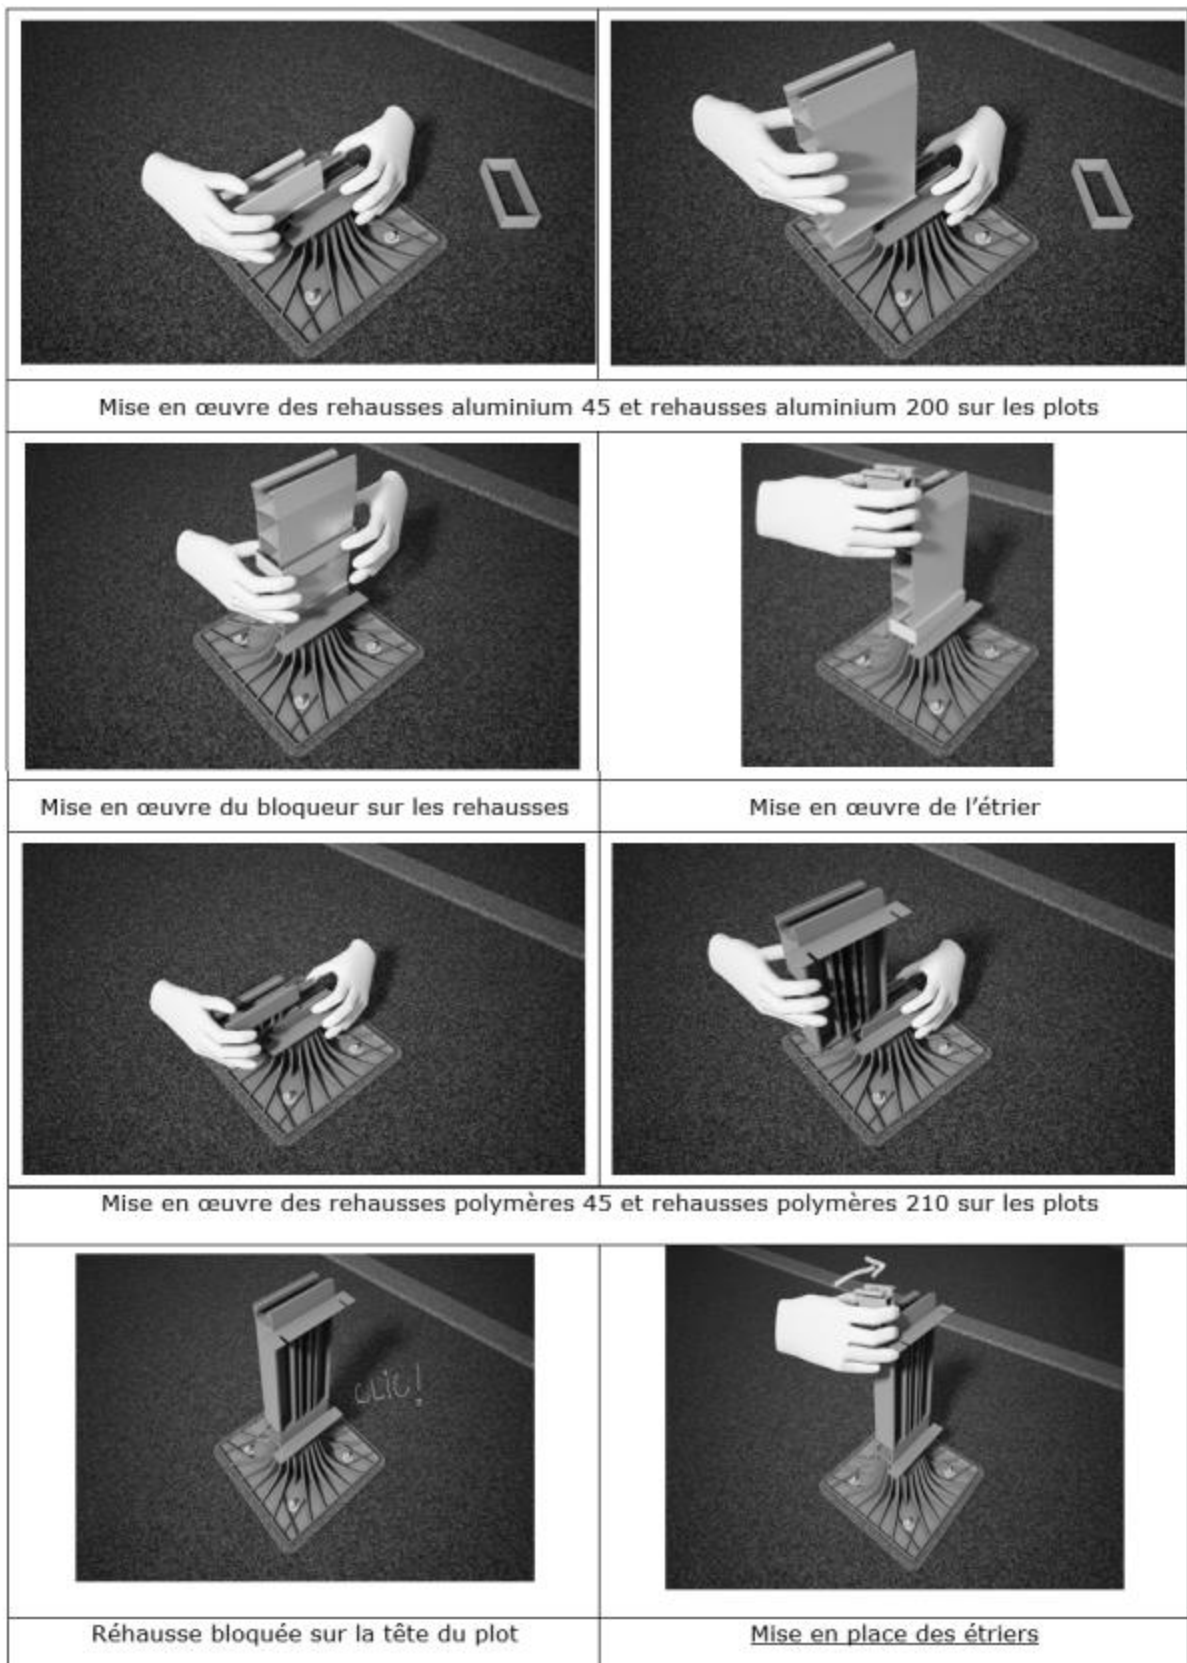 Mise en œuvre des rehausses aluminium 45 et rehausses aluminium 200 sur les plots
Mise en œuvre du bloqueur sur les rehausses
Mise en œuvre de l’étrier
Mise en œuvre des rehausses polymères 45 et rehausses polymères 210 sur les plots
CLIC!
Réhausse bloquée sur la tête du plot
Mise en place des étriers